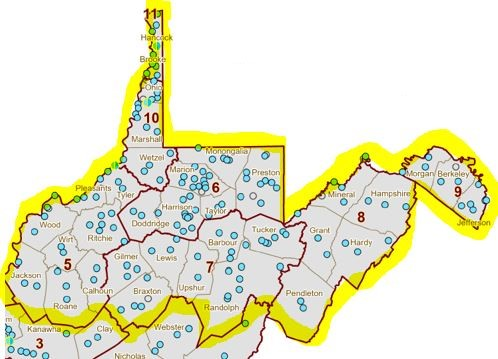 11
Hancock
Brooke
Ohio
10
Marshall
Wetzel
Monongalia
Marion
Preston
6
Pleasants
Tyler
Harrison
Taylor
Doddridge
Wood
Ritchie
Wirt
Barbour
Tucker
Gilmer
Lewis
5
7
Jackson
Calhoun
Upshur
Roane
Braxton
Randolph
Morgan
Berkeley
9
Mineral
Hampshire
Jefferson
8
Grant
Hardy
Pendleton
Kanawha
Clay
Webster
3
Nicholas